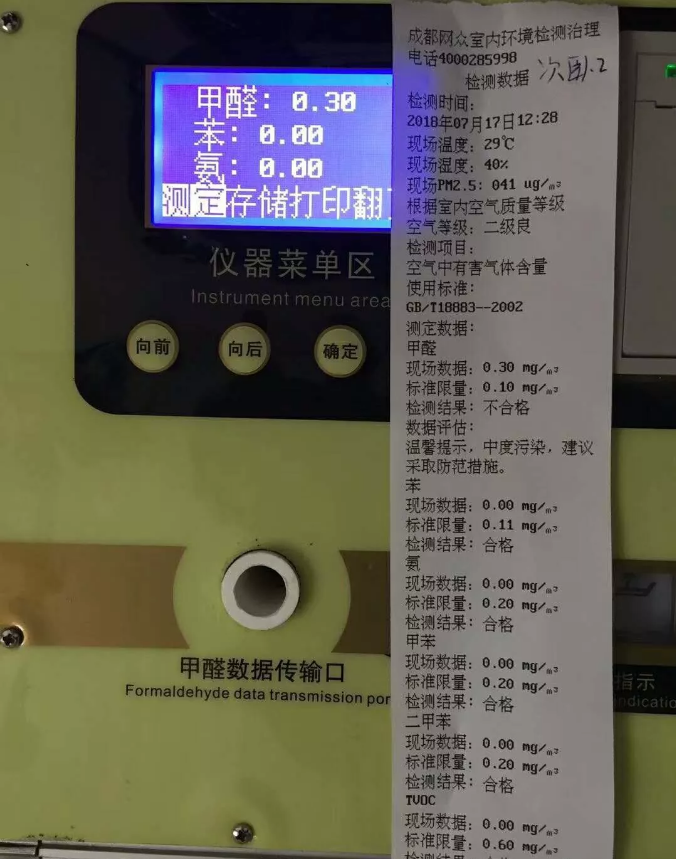 甲醛：0.30
苯：0.00
氨：0.00
测定存储打印翻
仪器菜单区
Instrument menu area
向前
向后
确定
甲醛数据传输口
Formaldehyde data transmission por
成都网众室内环境检测治理
电话4000285998
检测数据 次卧.2
检测时间：
2018年07月17日12:28
现场温度：29℃
现场湿度：40%
现场PM2.5：041 ug/m3
根据室内空气质量等级
空气等级：二级良
检测项目：
空气中有害气体含量
使用标准：
GB/T18883--2002
测定数据：
甲醛
现场数据：0.30 mg/m3
标准限量：0.10 mg/m3
检测结果：不合格
数据评估：
温馨提示，中度污染，建议
采取防范措施。
苯
现场数据：0.00 mg/m3
标准限量：0.11 mg/m3
检测结果：合格
氨
现场数据：0.00 mg/m3
标准限量：0.20 mg/m3
检测结果：合格
甲苯
现场数据：0.00 mg/m3
标准限量：0.20 mg/m3
检测结果：合格
二甲苯
现场数据：0.00 mg/m3
标准限量：0.20 mg/m3
检测结果：合格
TVOC
现场数据：0.00 mg/m3
标准限量：0.60 mg/m3
指示
ndicatio